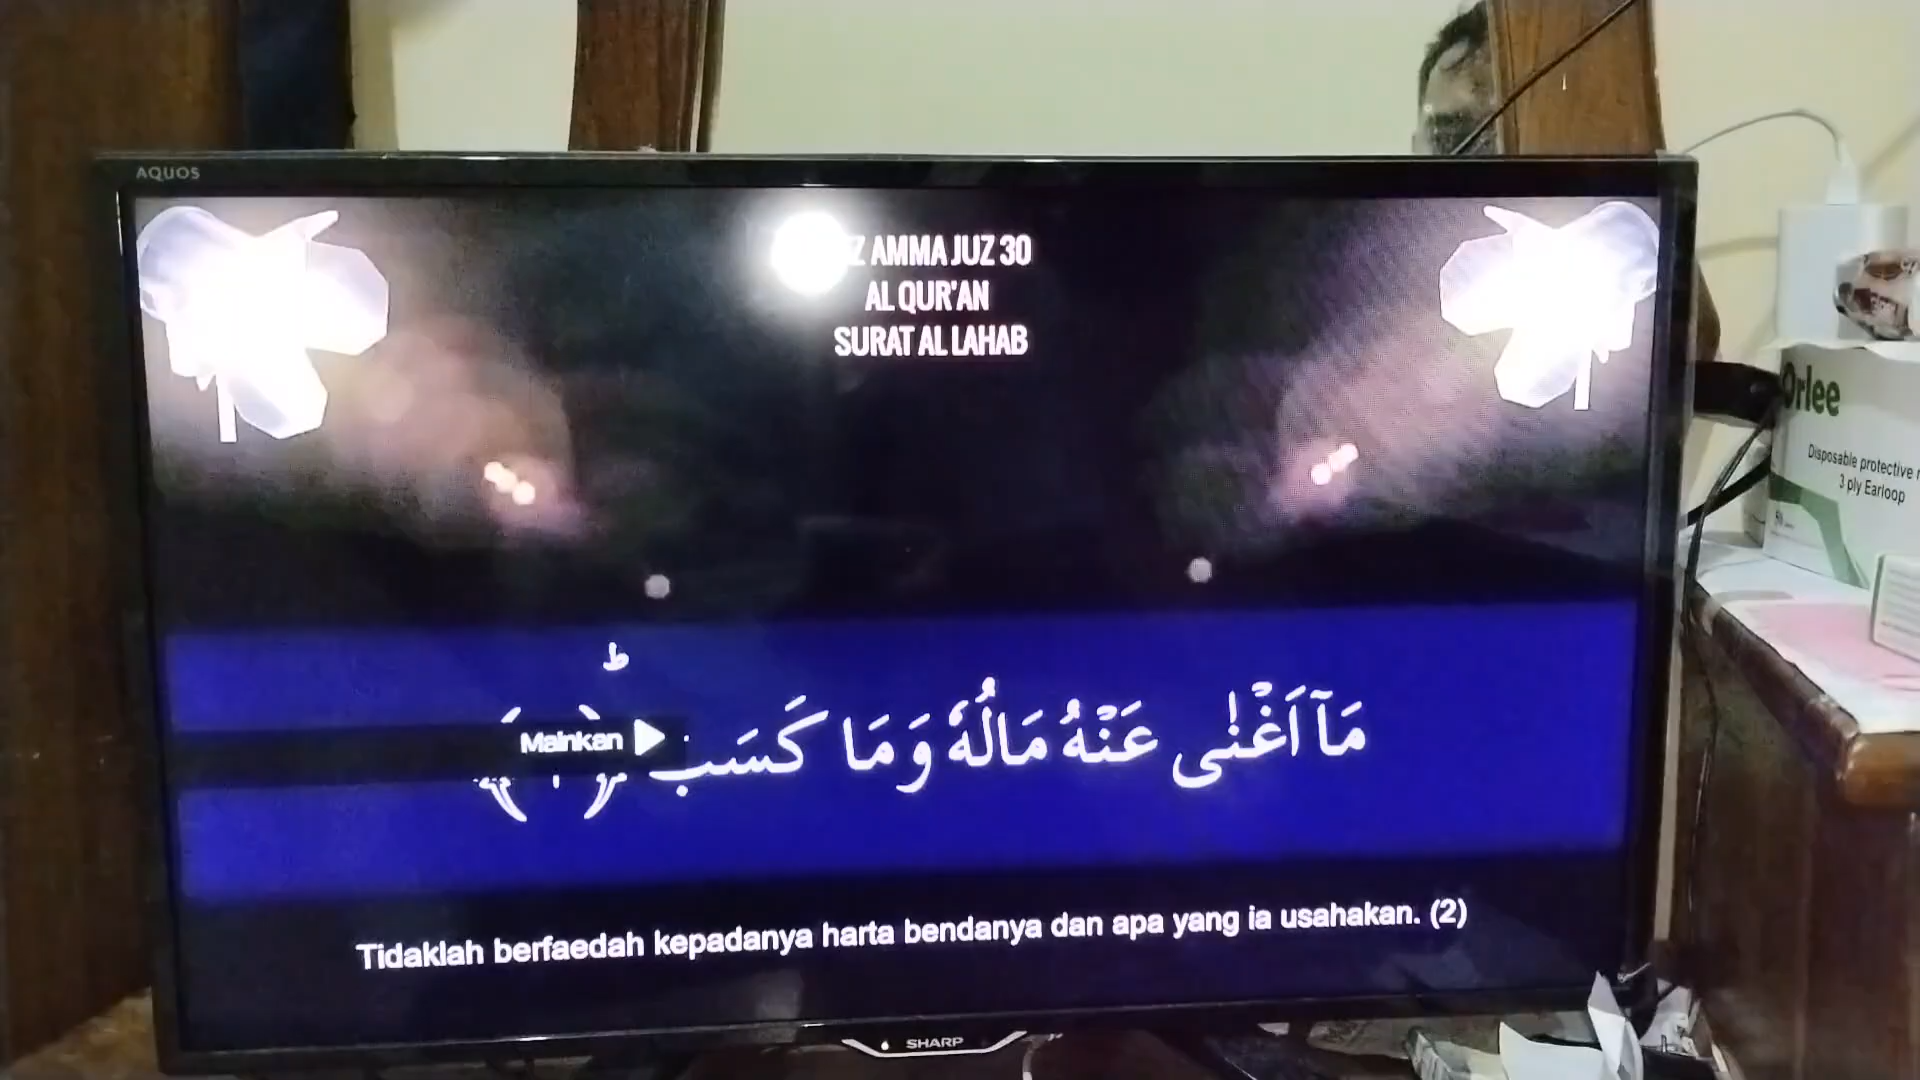 AQUOS
AMMA JUZ 30
AL QUR'AN
SURAT AL LAHAB
مَآ اَغْنٰى عَنْهُ مَالُهٗ وَمَا كَسَبَ ۗ
Mainkan
Tidaklah berfaedah kepadanya harta bendanya dan apa yang ia usahakan. (2)
SHARP
Orlee
Disposable protective
3 ply Earloop